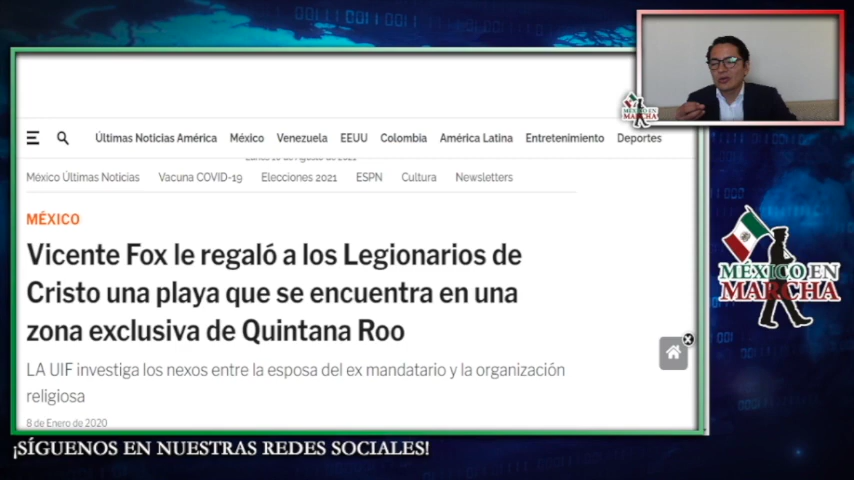 Últimas Noticias América México Venezuela EEUU Colombia América Latina Entretenimiento Deportes
México Últimas Noticias Vacuna COVID-19 Elecciones 2021 ESPN Cultura Newsletters
MÉXICO
Vicente Fox le regaló a los Legionarios de
Cristo una playa que se encuentra en una
zona exclusiva de Quintana Roo
LA UIF investiga los nexos entre la esposa del ex mandatario y la organización
religiosa
8 de Enero de 2020
MÉXICO EN
MARCHA
MÉXICO EN
MARCHA
¡SÍGUENOS EN NUESTRAS REDES SOCIALES!